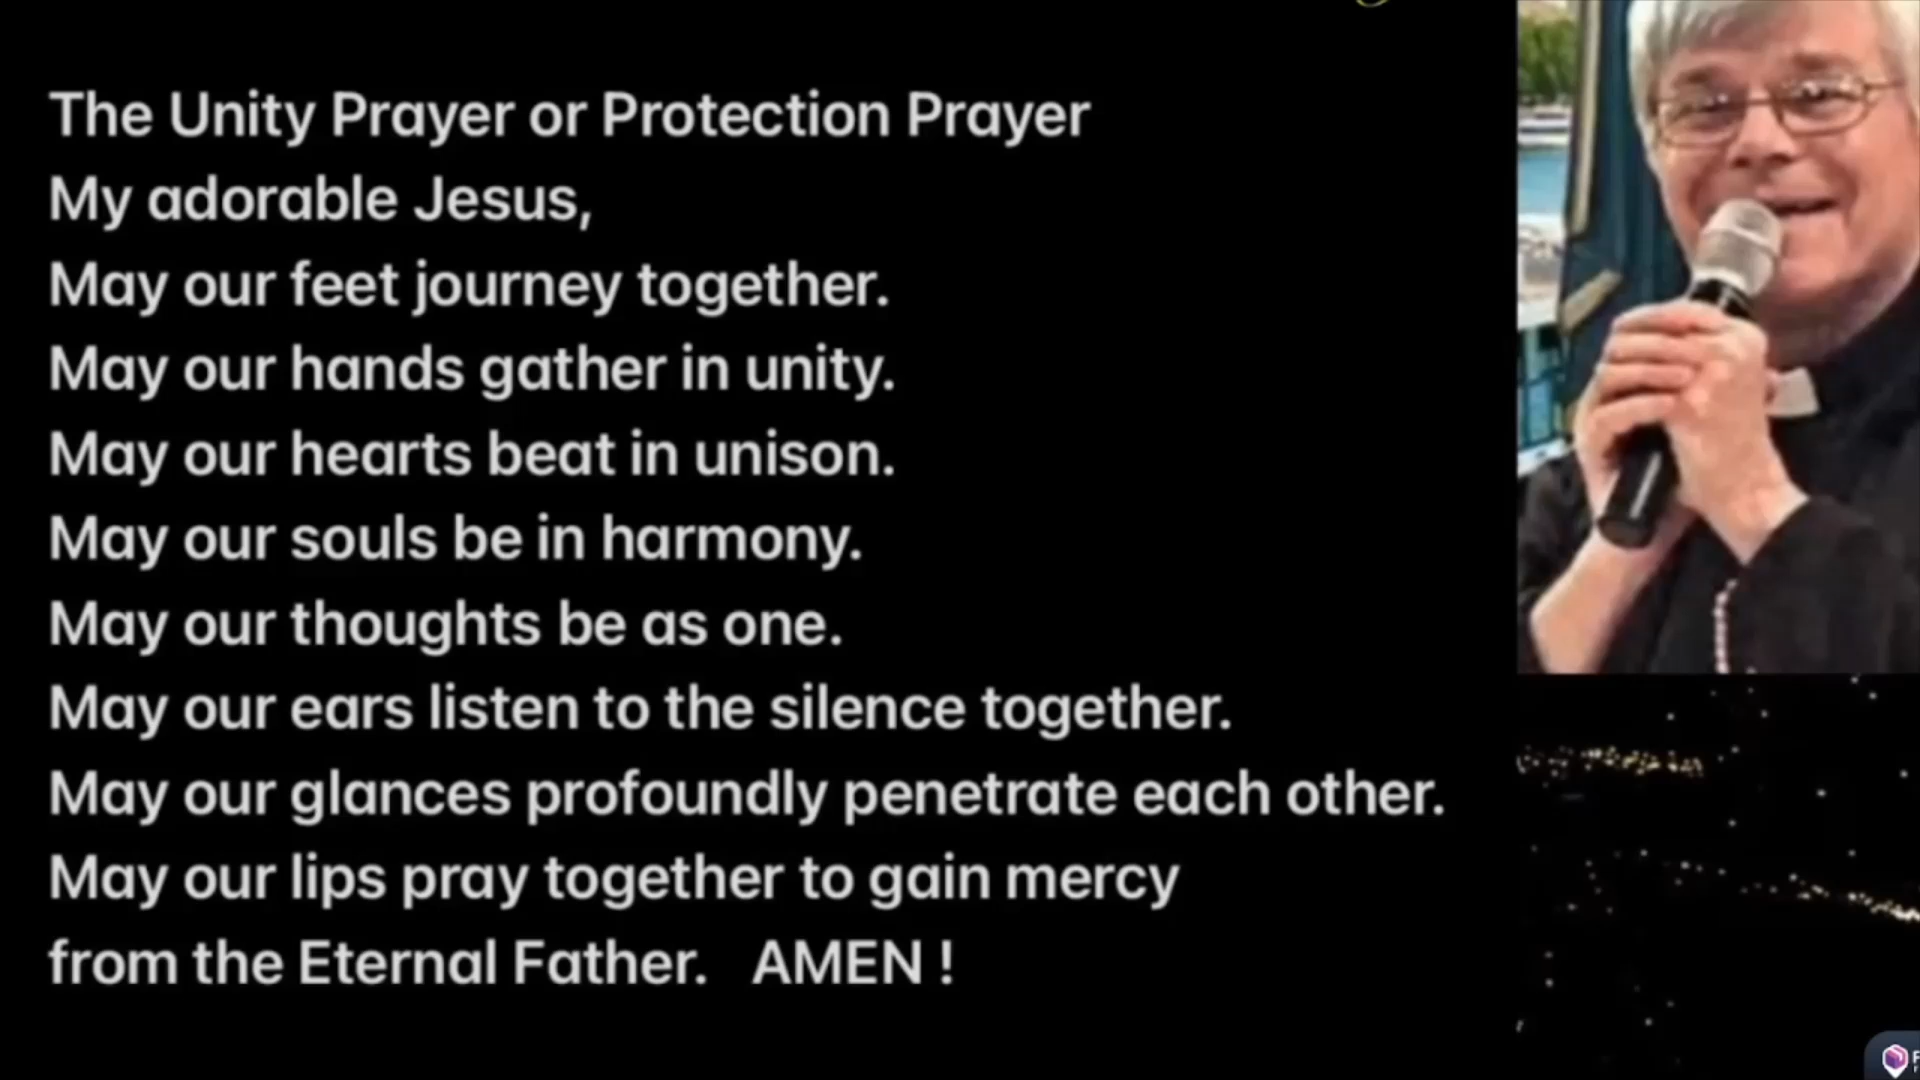 The Unity Prayer or Protection Prayer
My adorable Jesus,
May our feet journey together.
May our hands gather in unity.
May our hearts beat in unison.
May our souls be in harmony.
May our thoughts be as one.
May our ears listen to the silence together.
May our glances profoundly penetrate each other.
May our lips pray together to gain mercy
from the Eternal Father. AMEN !